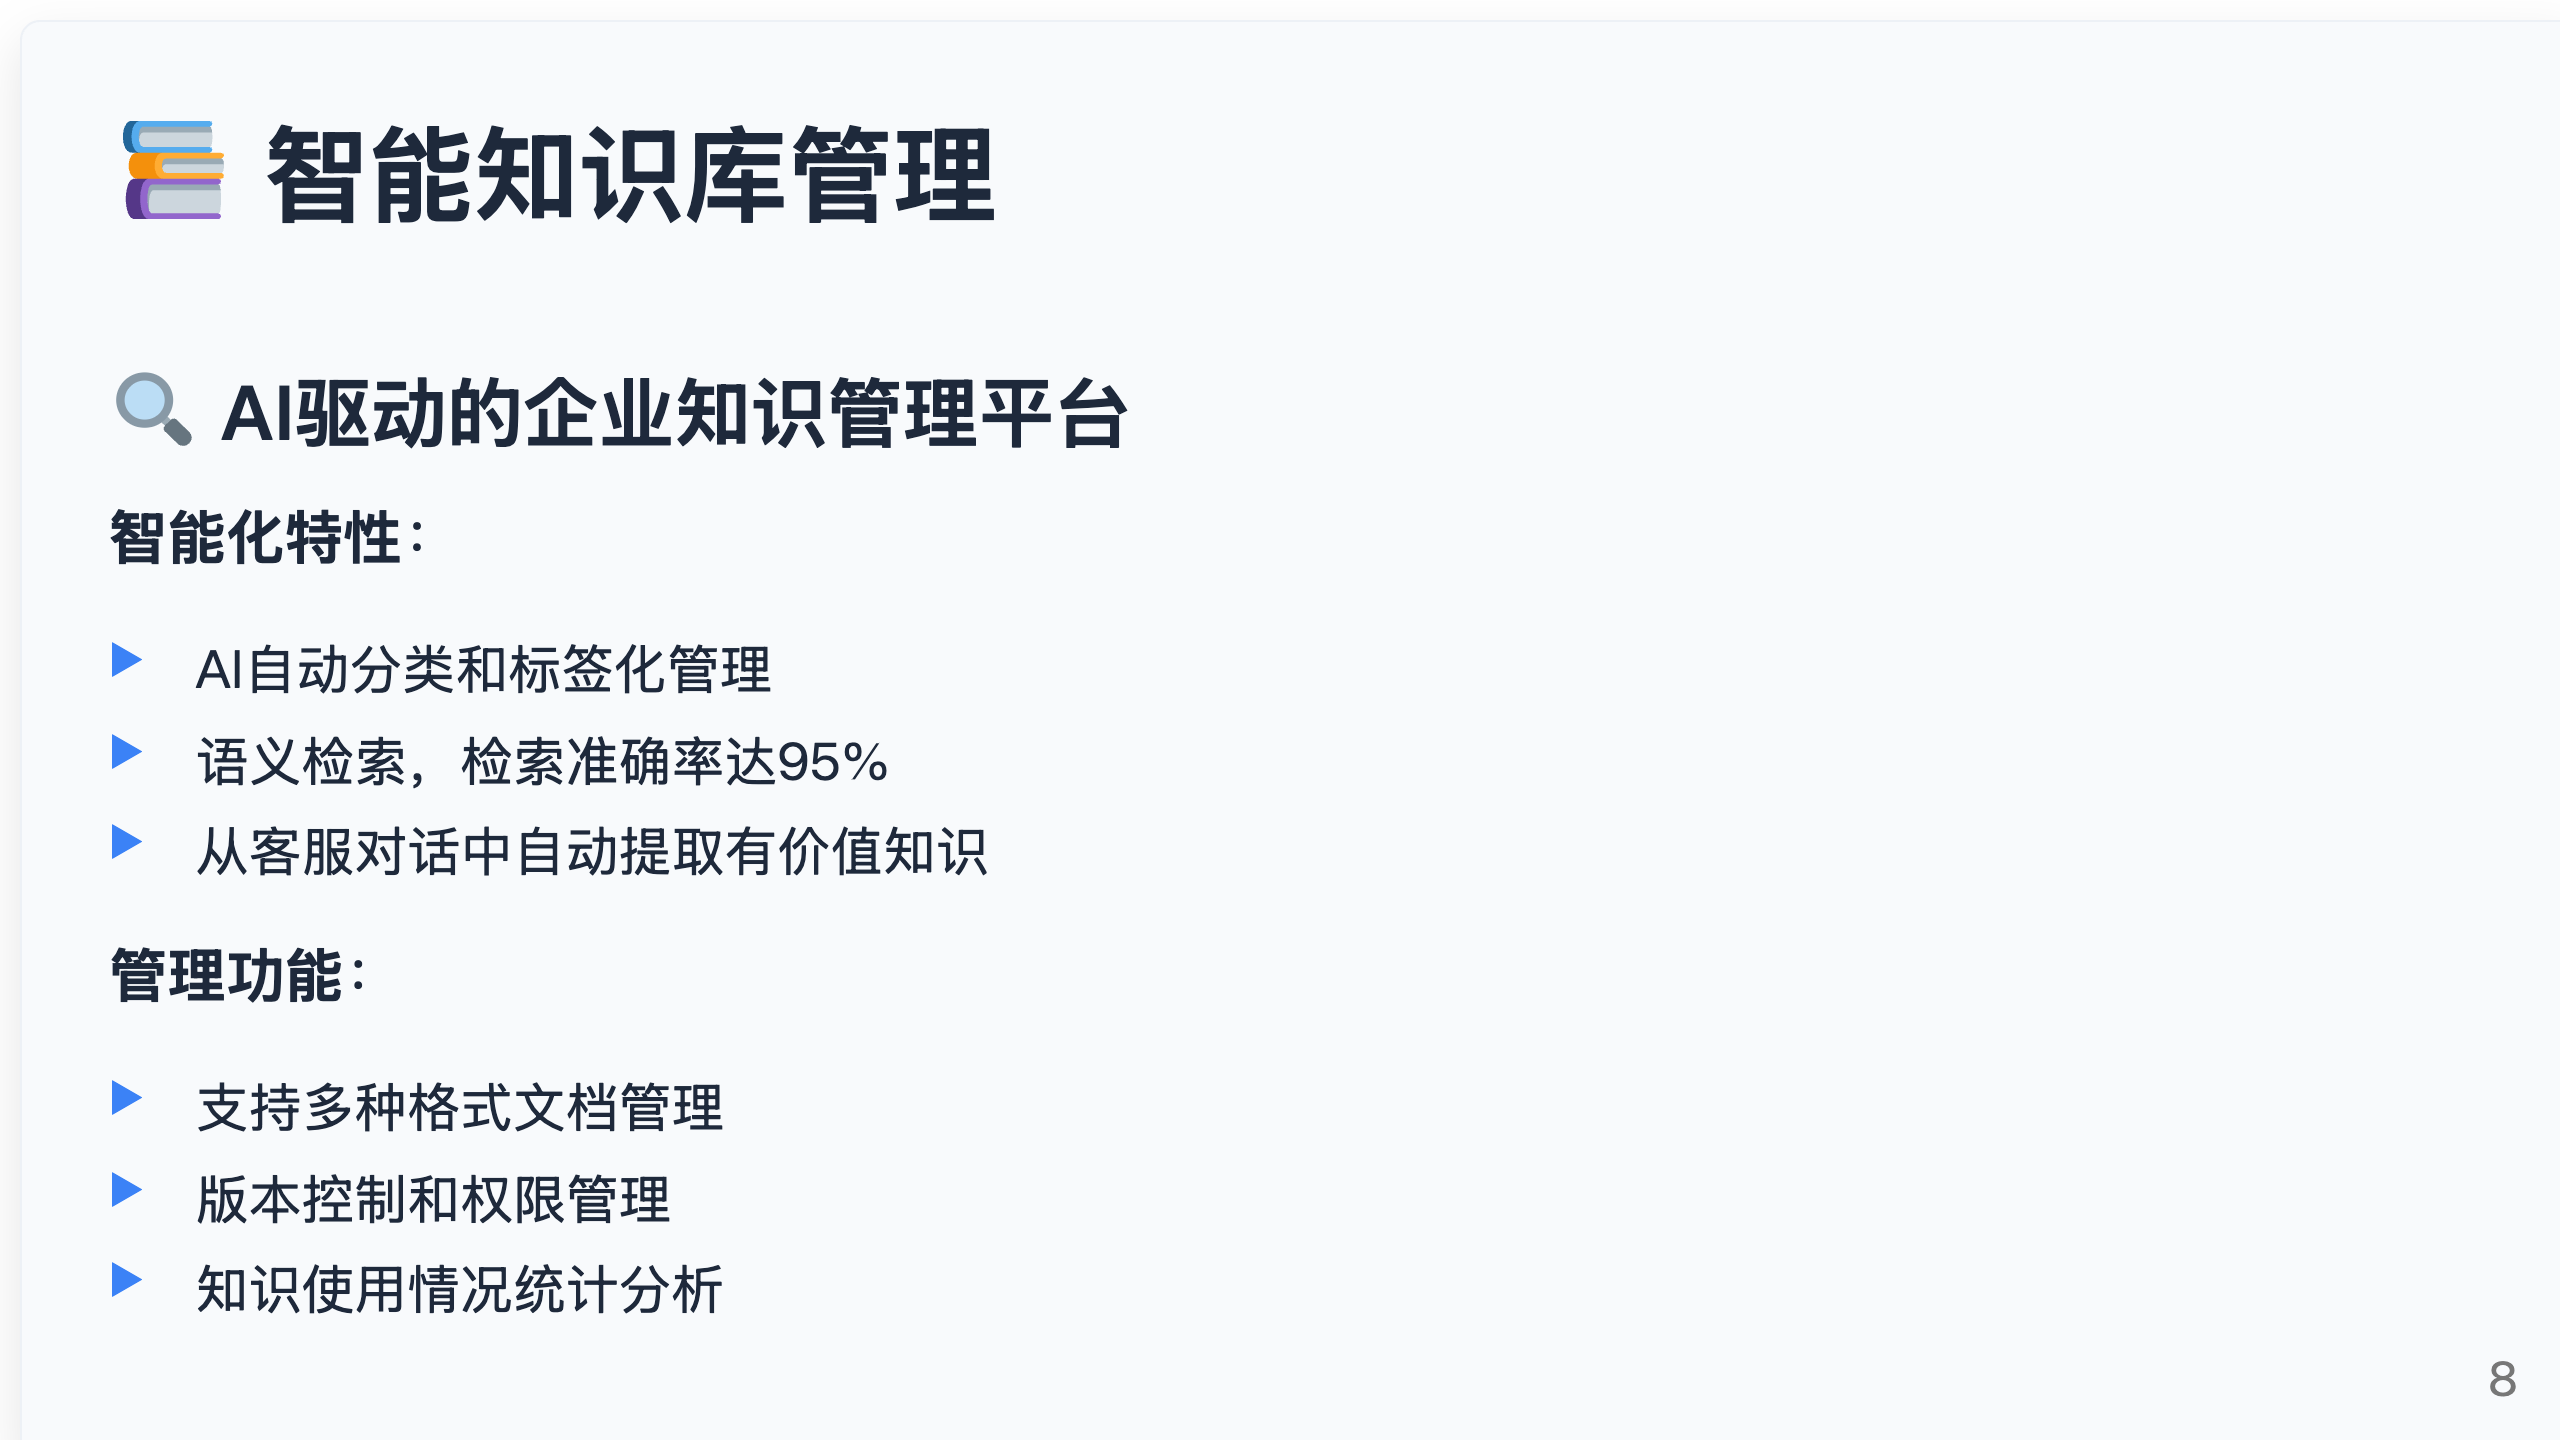 📚 智能知识库管理
🔍 AI驱动的企业知识管理平台
智能化特性：
▶ AI自动分类和标签化管理
▶ 语义检索，检索准确率达95%
▶ 从客服对话中自动提取有价值知识
管理功能：
▶ 支持多种格式文档管理
▶ 版本控制和权限管理
▶ 知识使用情况统计分析
8